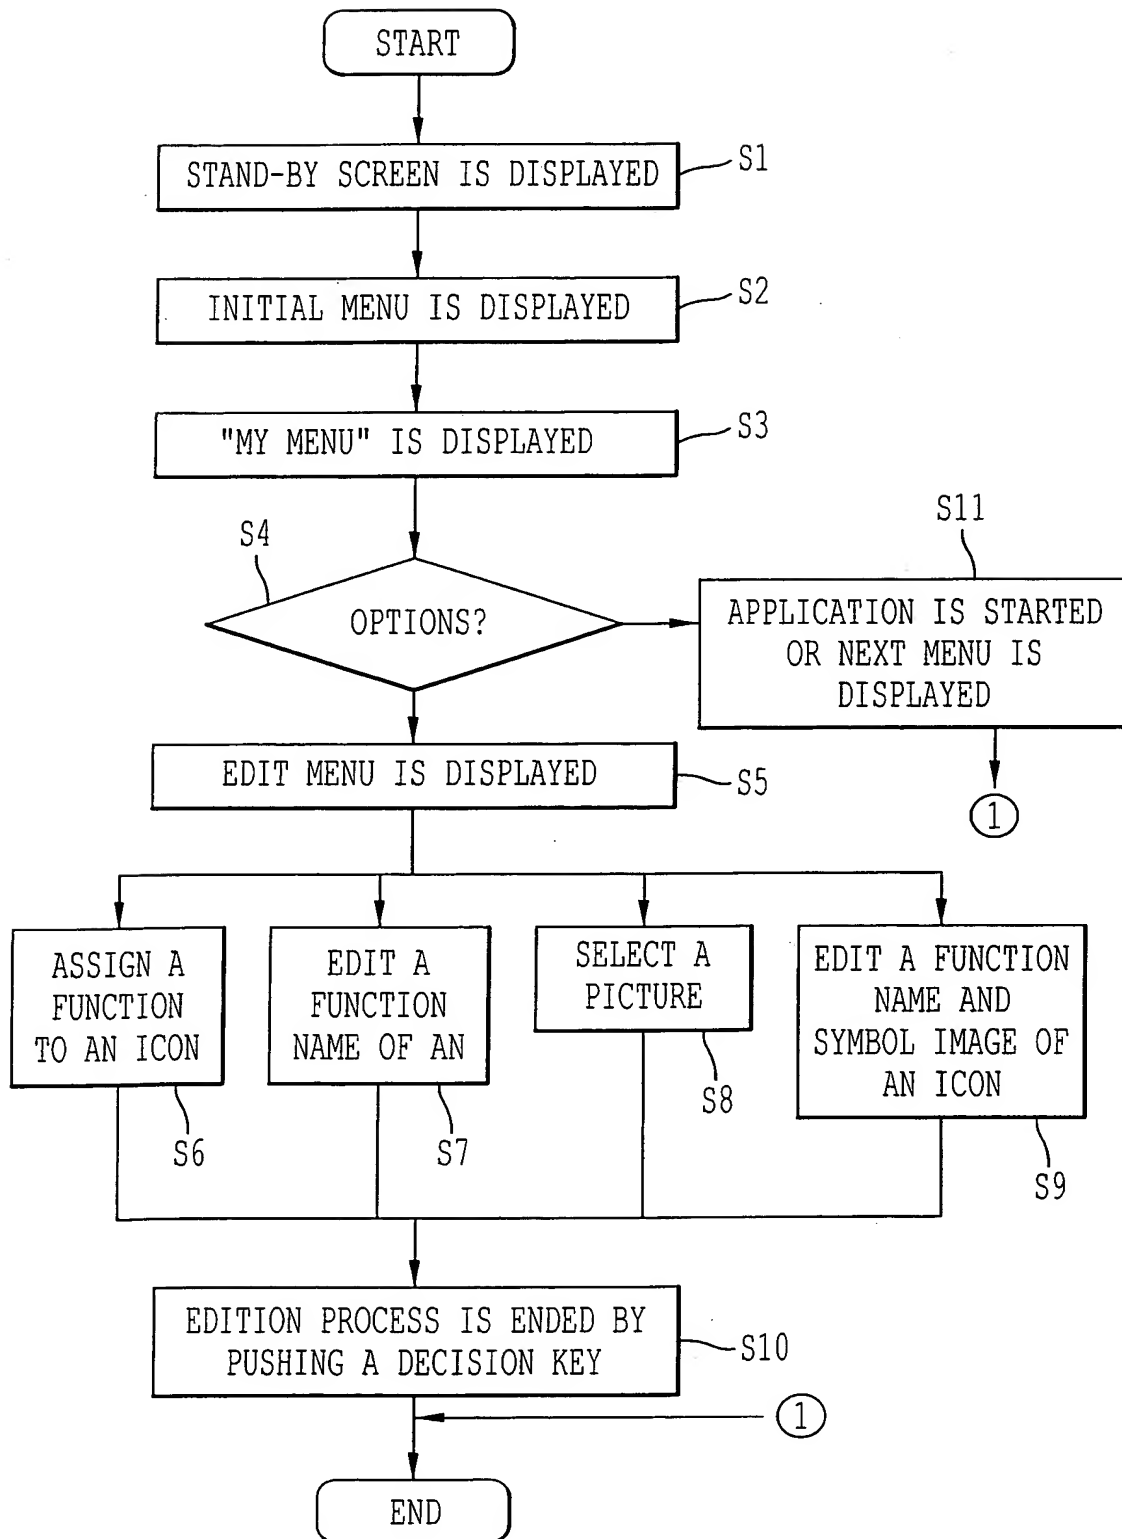 START
STAND-BY SCREEN IS DISPLAYED
S1
INITIAL MENU IS DISPLAYED
S2
"MY MENU" IS DISPLAYED
S3
S4
OPTIONS?
S11
APPLICATION IS STARTED
OR NEXT MENU IS
DISPLAYED
1
EDIT MENU IS DISPLAYED
S5
ASSIGN A
FUNCTION
TO AN ICON
S6
EDIT A
FUNCTION
NAME OF AN
S7
SELECT A
PICTURE
S8
EDIT A FUNCTION
NAME AND
SYMBOL IMAGE OF
AN ICON
S9
EDITION PROCESS IS ENDED BY
PUSHING A DECISION KEY
S10
1
END